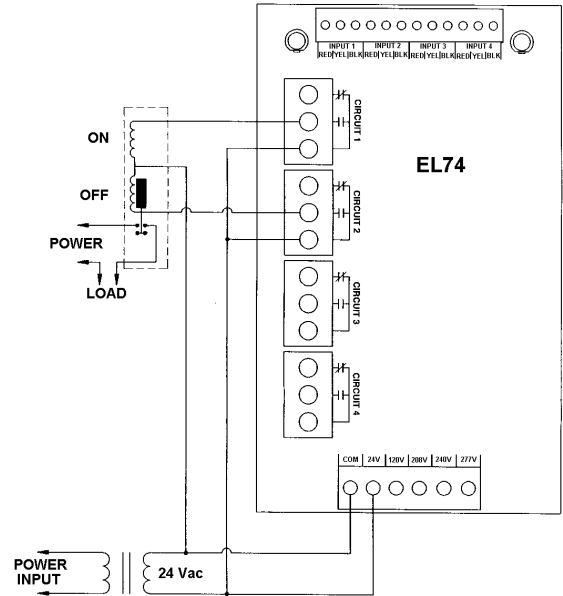 INPUT 1 INPUT 2 INPUT 3 INPUT 4
RED YEL BLK RED YEL BLK RED YEL BLK RED YEL BLK
CIRCUIT 1
ON
EL74
OFF
CIRCUIT 2
POWER
LOAD
CIRCUIT 3
CIRCUIT 4
COM 24V 120V 208V 240V 277V
POWER
INPUT
24 Vac